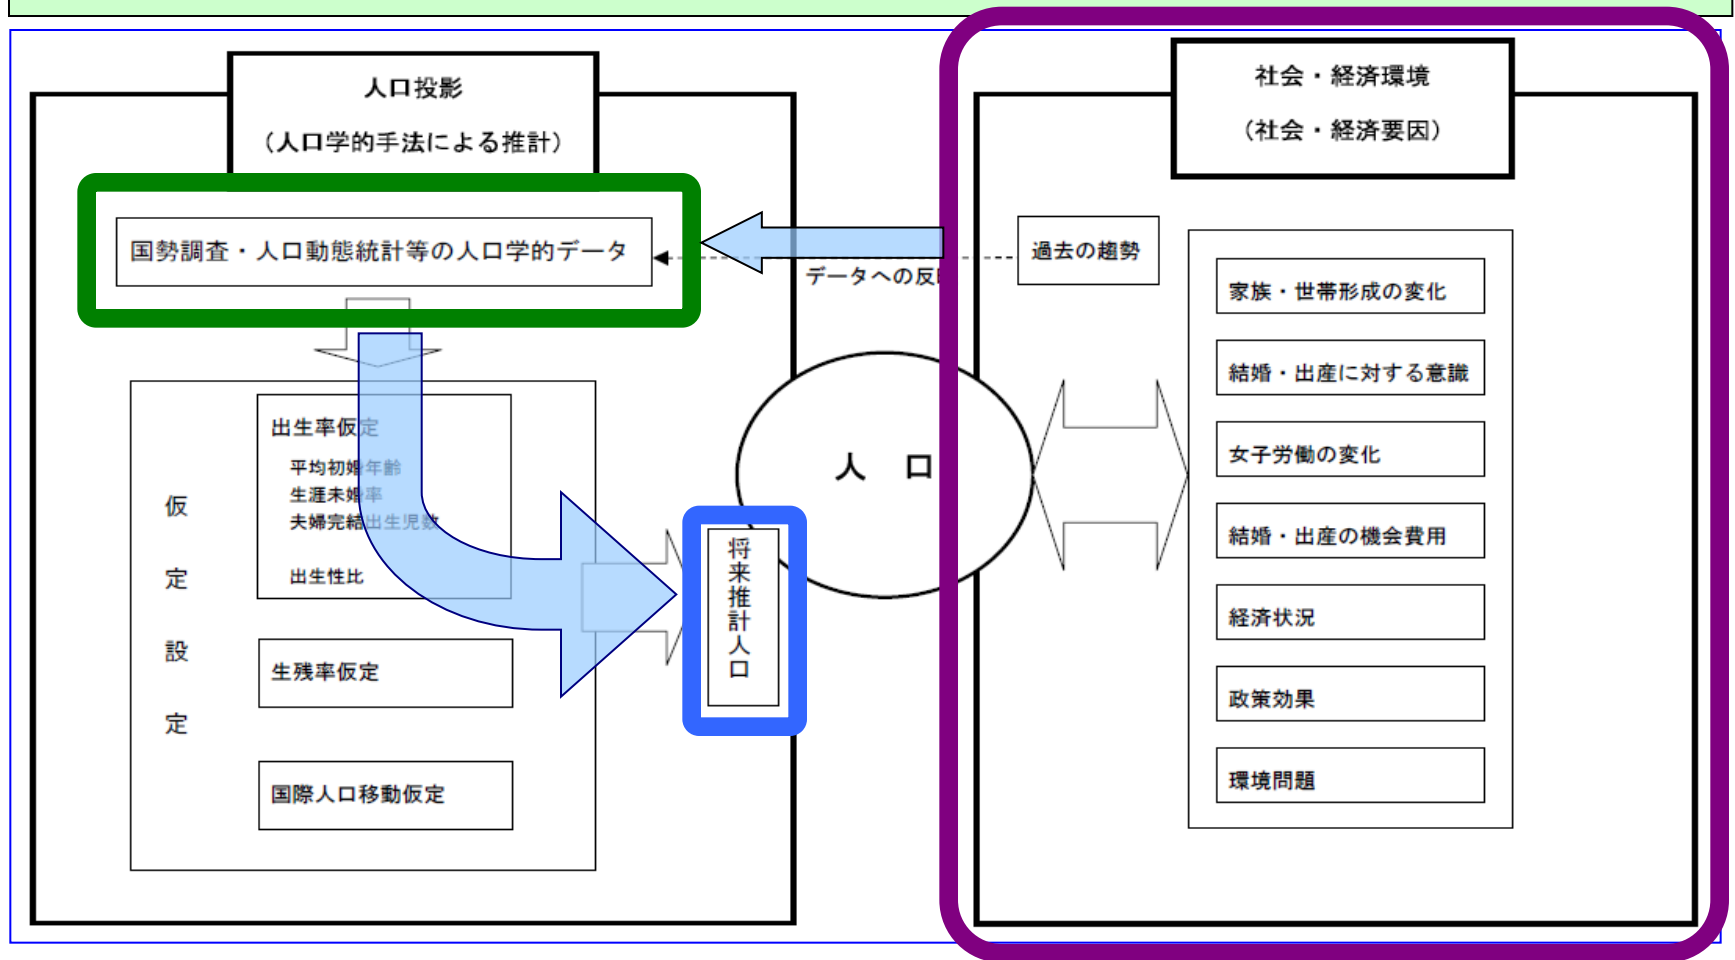 人口投影
（人口学的手法による推計）
国勢調査・人口動態統計等の人口学的データ
データへの反
過去の趨勢
社会・経済環境
（社会・経済要因）
家族・世帯形成の変化
結婚・出産に対する意識
女子労働の変化
結婚・出産の機会費用
経済状況
政策効果
環境問題
人　口
将来推計人口
仮定設定
出生率仮定
平均初婚年齢
生涯未婚率
夫婦完結出生児数
出生性比
生残率仮定
国際人口移動仮定